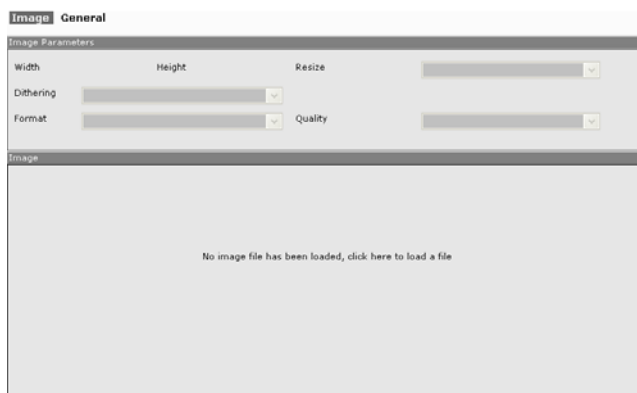 Image General
Image Parameters
Width Height Resize
Dithering
Format Quality
Image
No image file has been loaded, click here to load a file